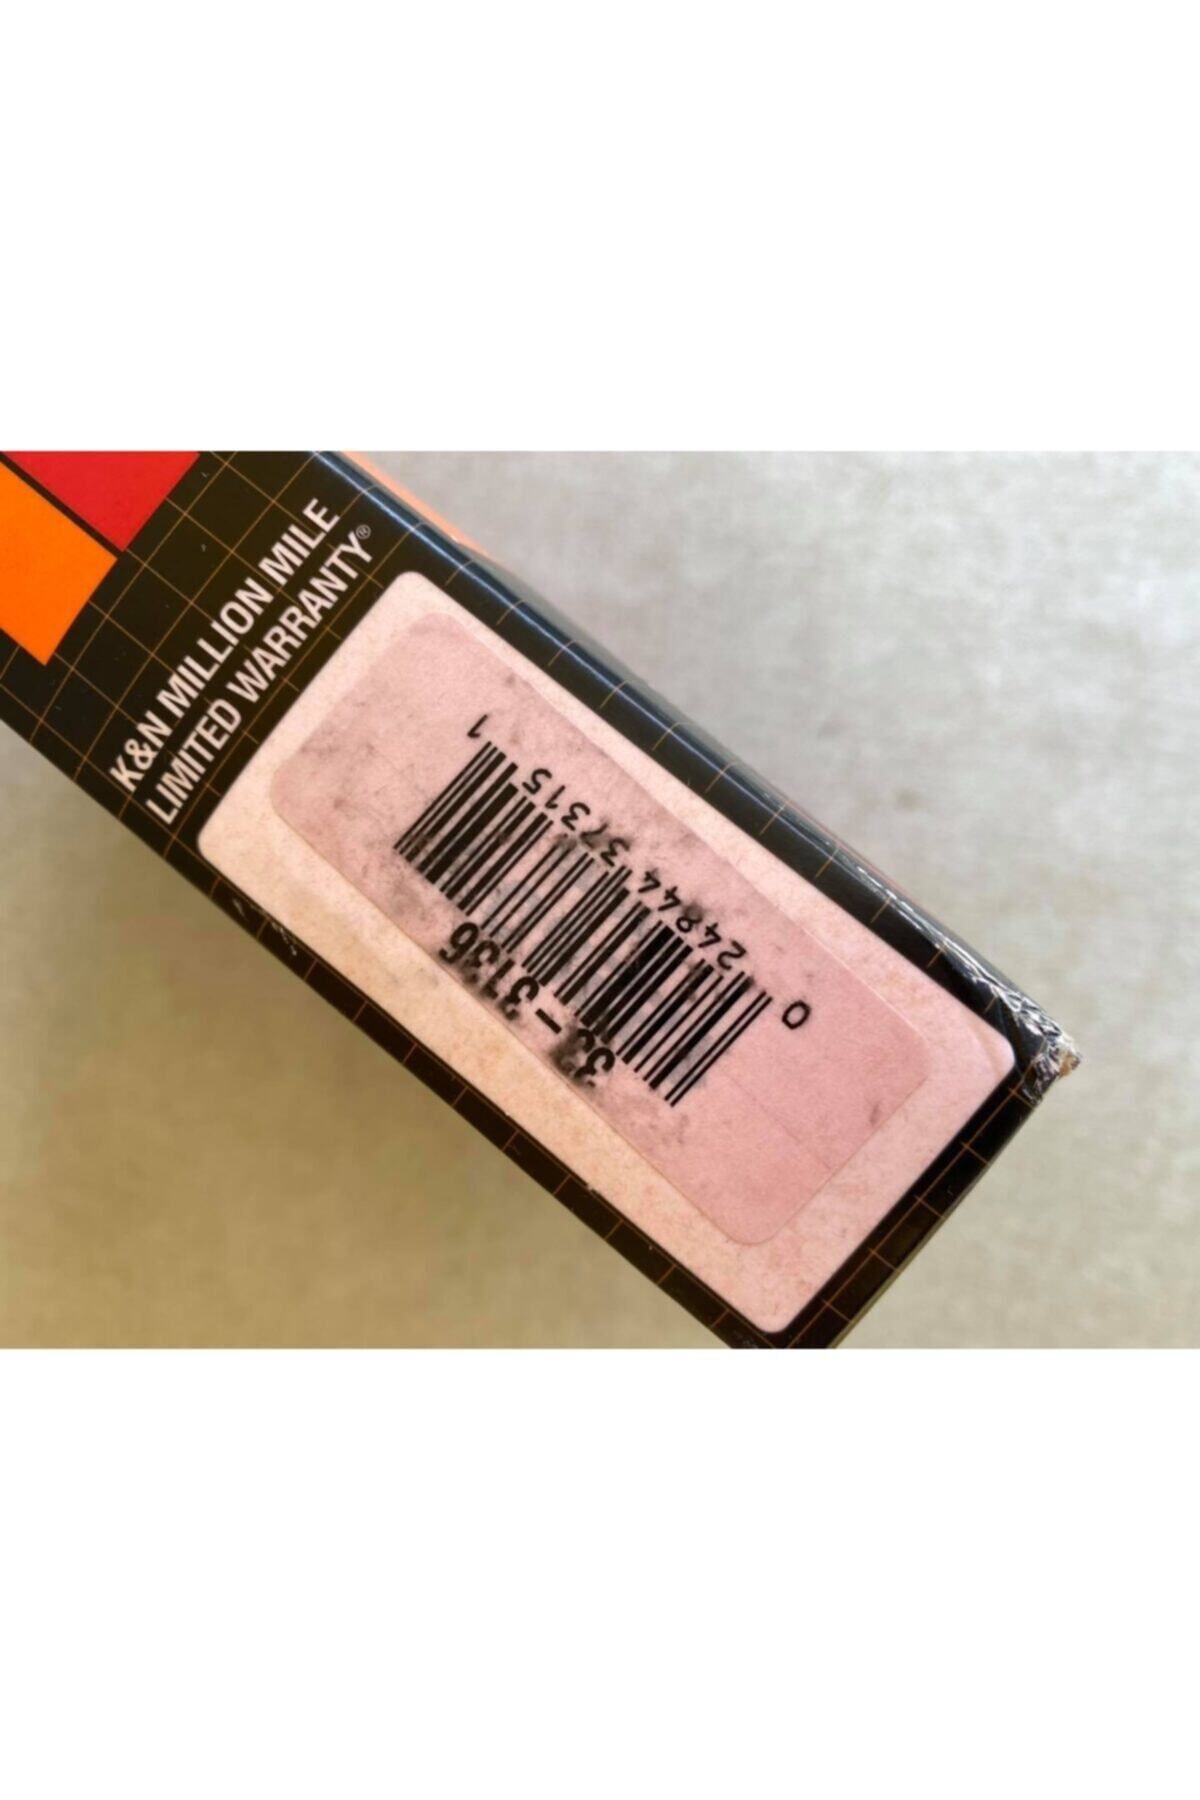 K&N MILLION MILE
LIMITED WARRANTY®
33-3136
0 24844 37315 1